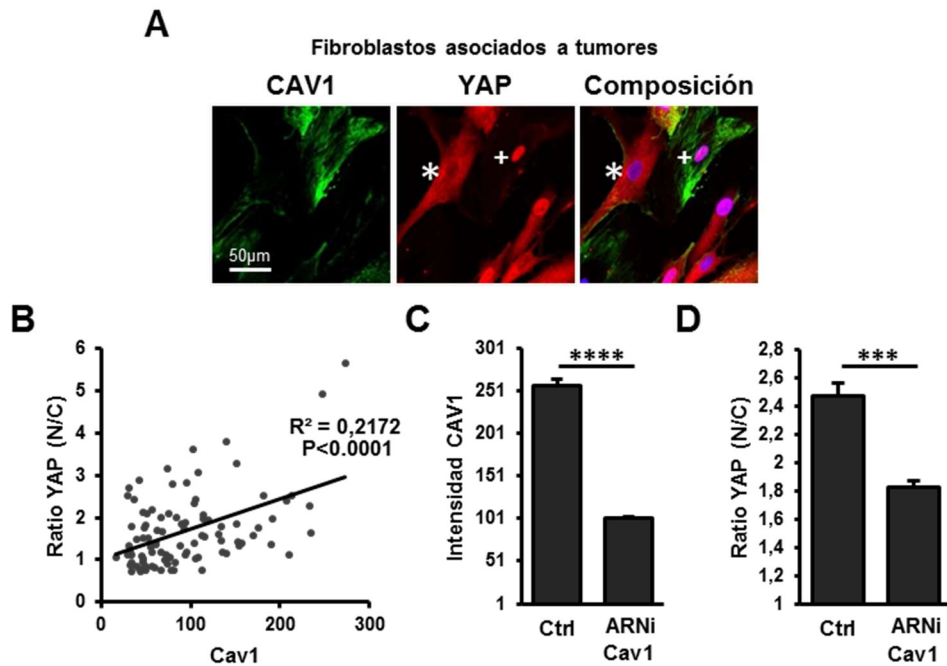 A
Fibroblastos asociados a tumores
CAV1 YAP Composición
* + * +
50µm
B
Ratio YAP (N/C)
6
5
4
3
2
1
0
R² = 0,2172
P<0.0001
0 100 200 300
Cav1
C
Intensidad CAV1
301
251
201
151
101
51
1
****
Ctrl ARNi
Cav1
D
Ratio YAP (N/C)
2,8
2,6
2,4
2,2
2
1,8
1,6
1,4
1,2
1
***
Ctrl ARNi
Cav1